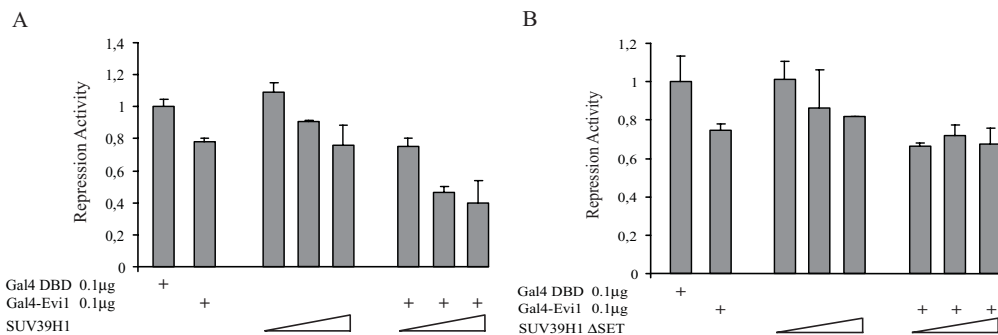 A
Repression Activity
1,4
1,2
1
0,8
0,6
0,4
0,2
0
Gal4 DBD 0.1µg +
Gal4-Evi1 0.1µg + + + +
SUV39H1
B
Repression Activity
1,2
1
0,8
0,6
0,4
0,2
0
Gal4 DBD 0.1µg +
Gal4-Evi1 0.1µg + + + +
SUV39H1 ΔSET